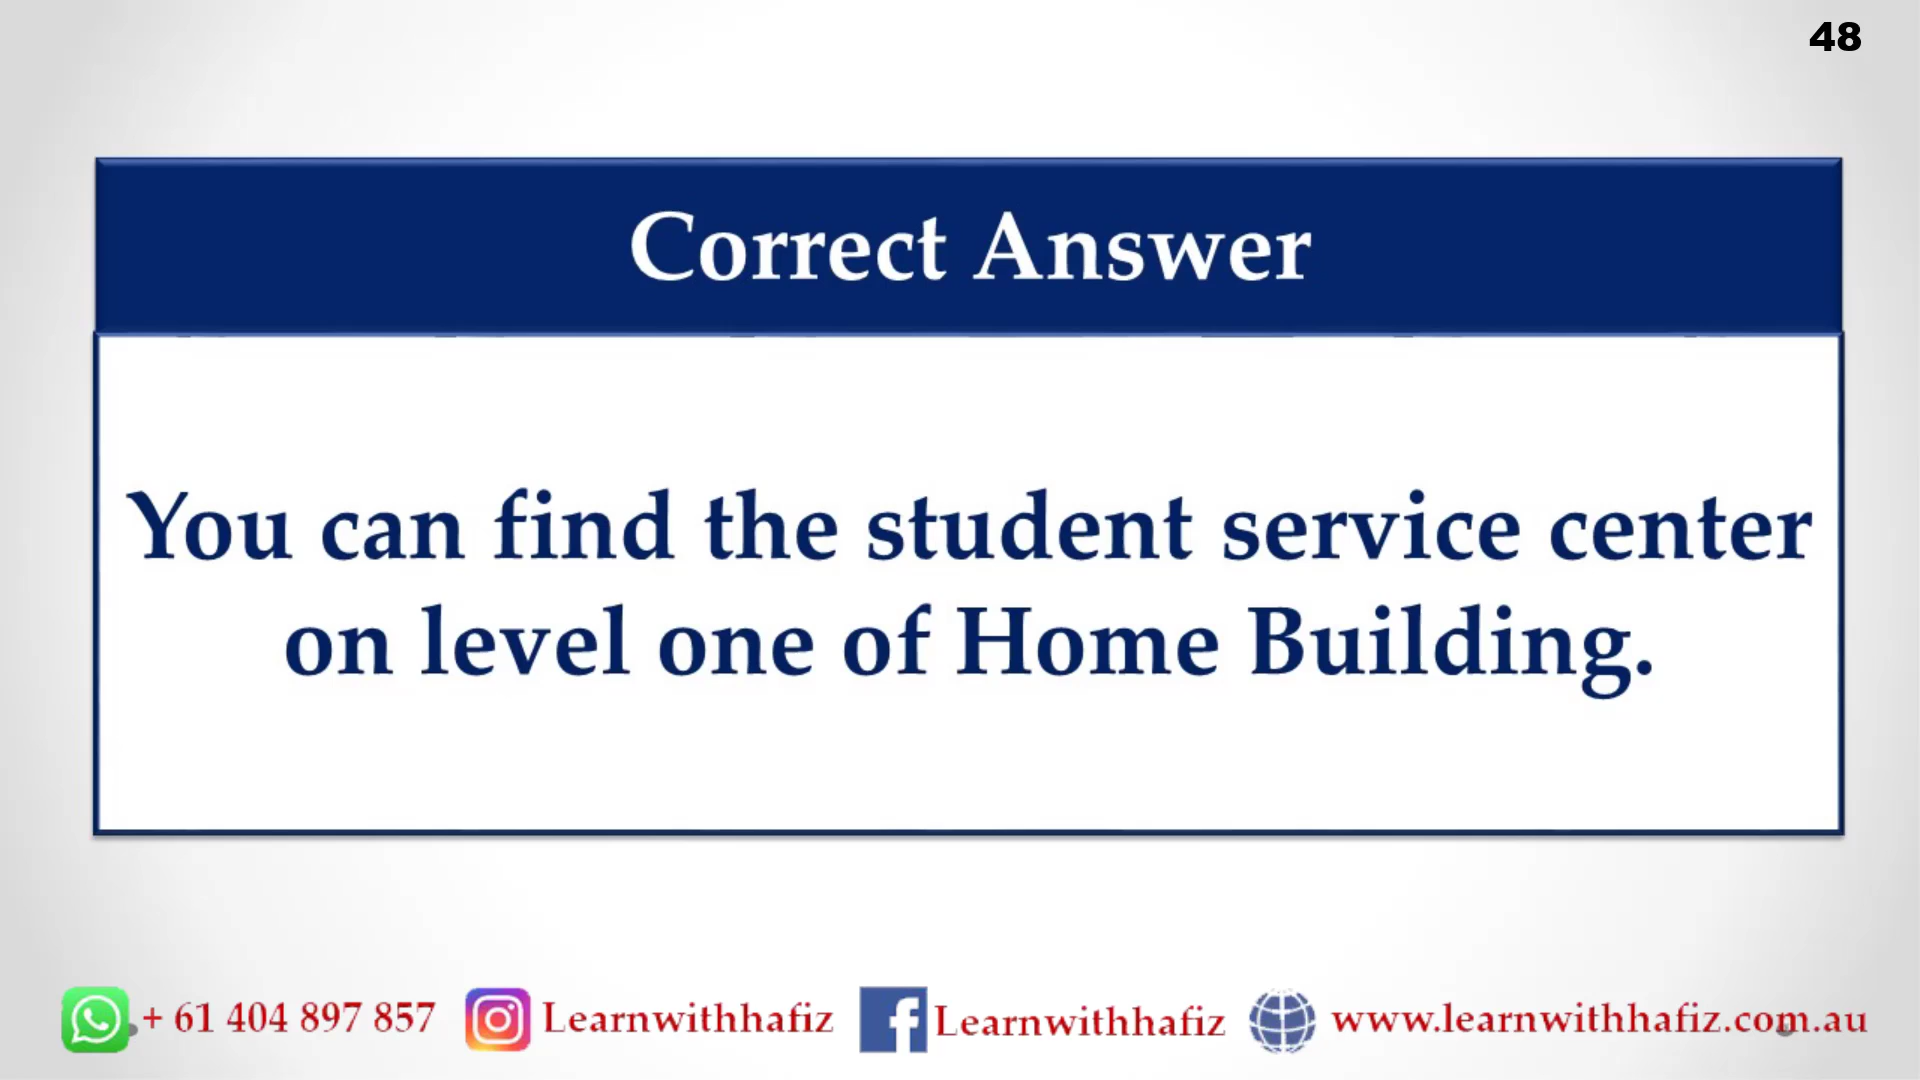 48
Correct Answer
You can find the student service center
on level one of Home Building.
+ 61 404 897 857 Learnwithhafiz Learnwithhafiz www.learnwithhafiz.com.au